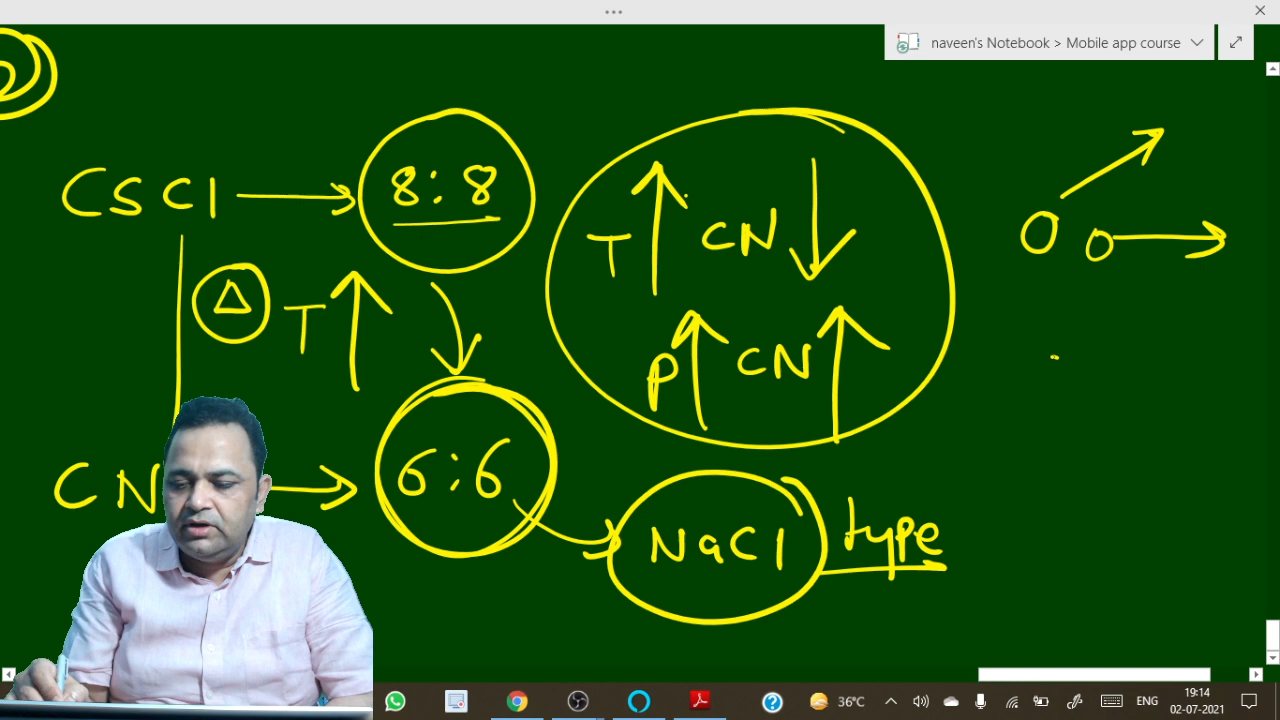 naveen's Notebook > Mobile app course
CSCl → 8:8
Δ T ↑
CN → 6:6
T ↑ CN ↓
P ↑ CN ↑
NaCl type
36°C
ENG
19:14
02-07-2021